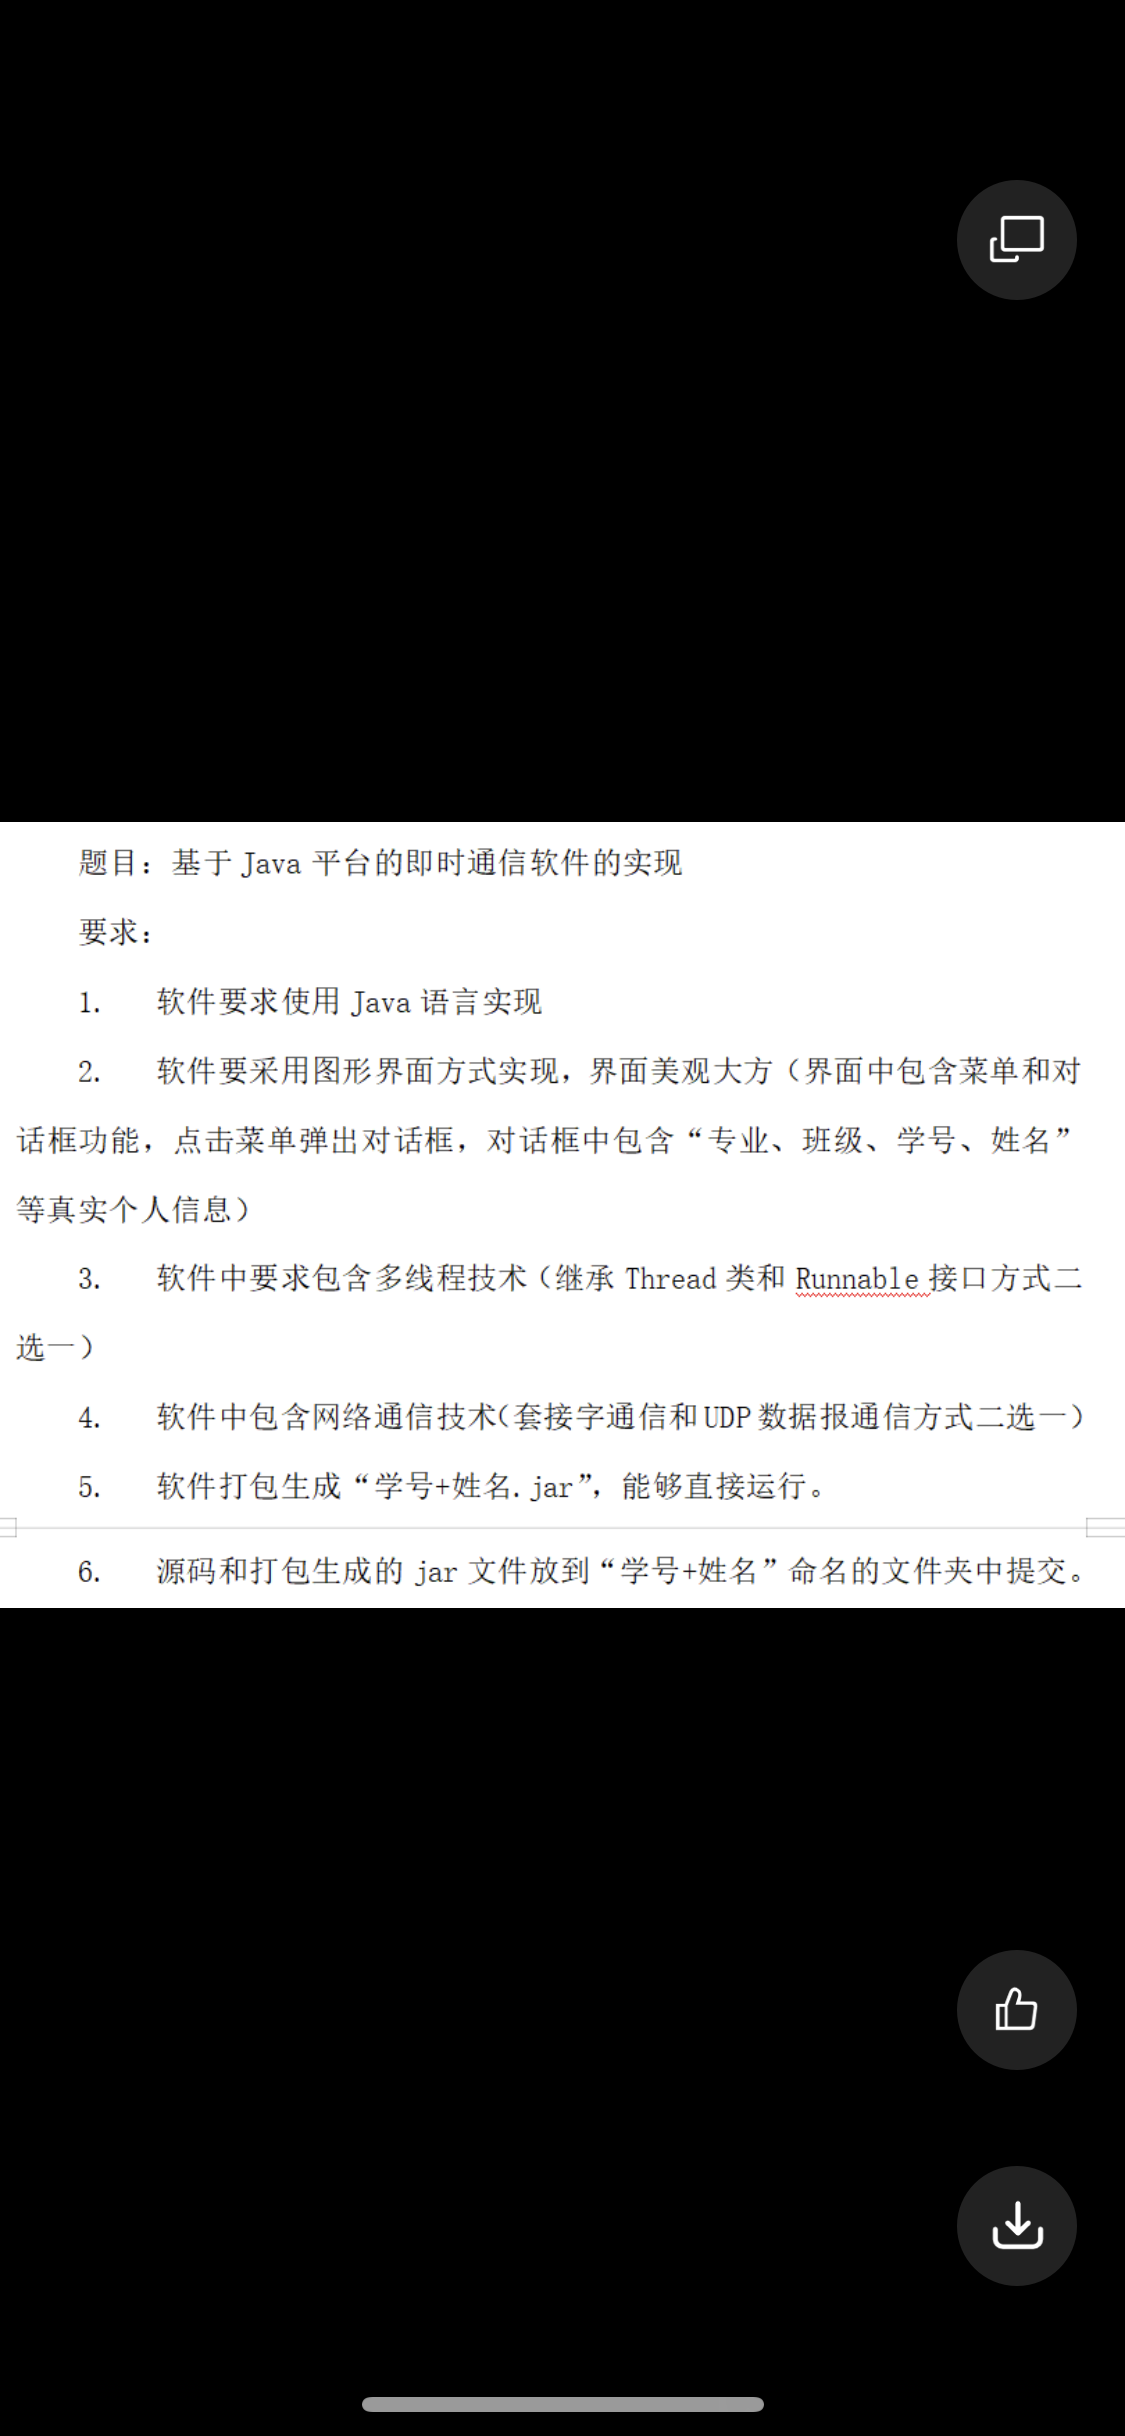 题目：基于 Java 平台的即时通信软件的实现
要求：
1. 软件要求使用 Java 语言实现
2. 软件要采用图形界面方式实现，界面美观大方（界面中包含菜单和对
话框功能，点击菜单弹出对话框，对话框中包含“专业、班级、学号、姓名”
等真实个人信息）
3. 软件中要求包含多线程技术（继承 Thread 类和 Runnable 接口方式二
选一）
4. 软件中包含网络通信技术（套接字通信和 UDP 数据报通信方式二选一）
5. 软件打包生成“学号+姓名.jar”，能够直接运行。
6. 源码和打包生成的 jar 文件放到“学号+姓名”命名的文件夹中提交。